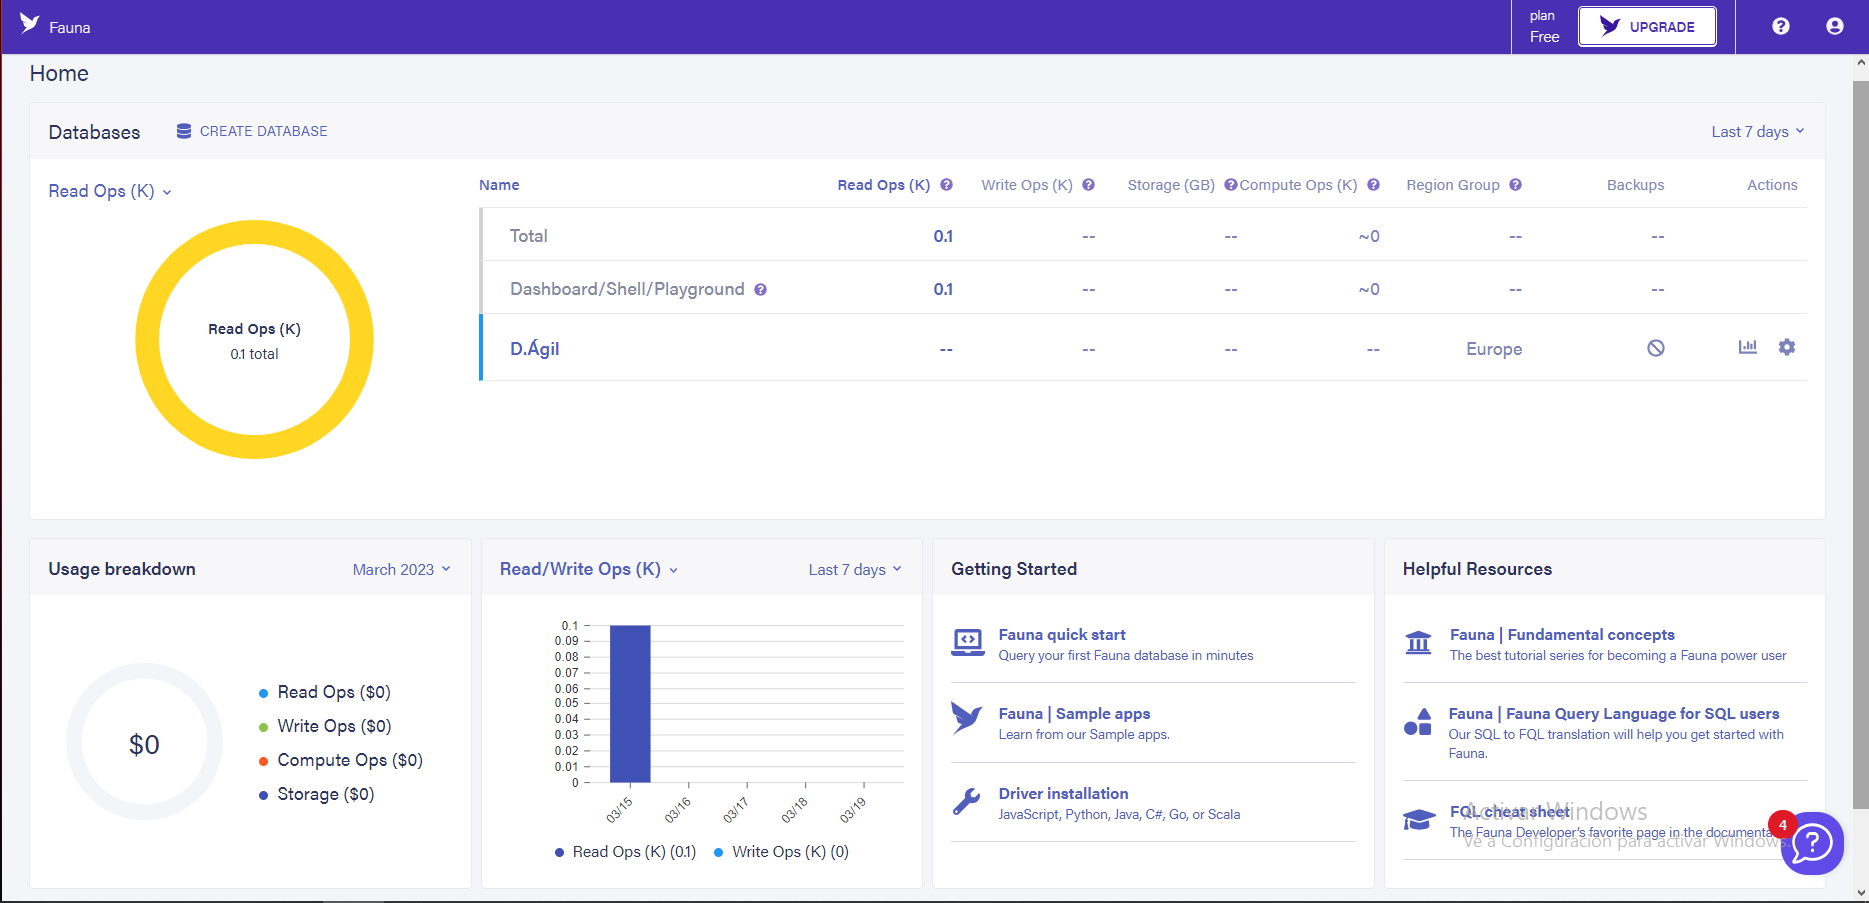 Fauna
plan
Free
UPGRADE
Home
Databases
CREATE DATABASE
Last 7 days
Read Ops (K)
Read Ops (K)
0.1 total
Name Read Ops (K) Write Ops (K) Storage (GB) Compute Ops (K) Region Group Backups Actions
Total 0.1 -- -- ~0 -- --
Dashboard/Shell/Playground 0.1 -- -- ~0 -- --
D.Ágil -- -- -- -- Europe
Usage breakdown
March 2023
$0
Read Ops ($0)
Write Ops ($0)
Compute Ops ($0)
Storage ($0)
Read/Write Ops (K)
Last 7 days
0.1
0.09
0.08
0.07
0.06
0.05
0.04
0.03
0.02
0.01
0
03/15 03/16 03/17 03/18 03/19
Read Ops (K) (0.1) Write Ops (K) (0)
Getting Started
Fauna quick start
Query your first Fauna database in minutes
Fauna | Sample apps
Learn from our Sample apps.
Driver installation
JavaScript, Python, Java, C#, Go, or Scala
Helpful Resources
Fauna | Fundamental concepts
The best tutorial series for becoming a Fauna power user
Fauna | Fauna Query Language for SQL users
Our SQL to FQL translation will help you get started with
Fauna.
FQL cheat sheet
The Fauna Developer's favorite page in the documenta
Activar Windows
Ve a Configuración para activar Windows.
4